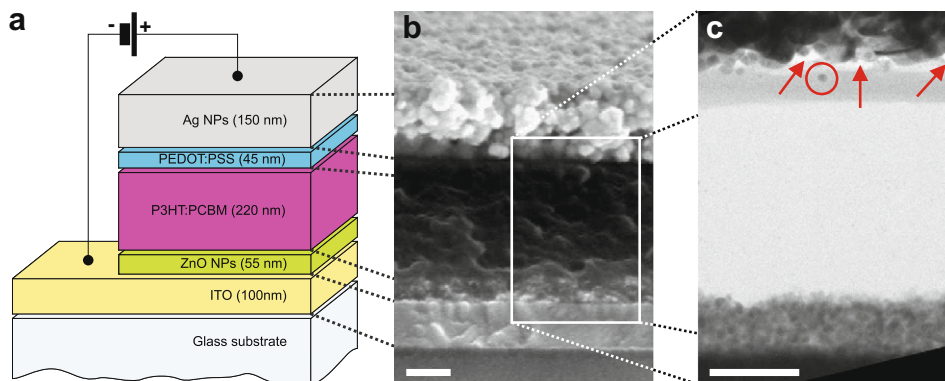 a
- +
Ag NPs (150 nm)
PEDOT:PSS (45 nm)
P3HT:PCBM (220 nm)
ZnO NPs (55 nm)
ITO (100nm)
Glass substrate
b
c